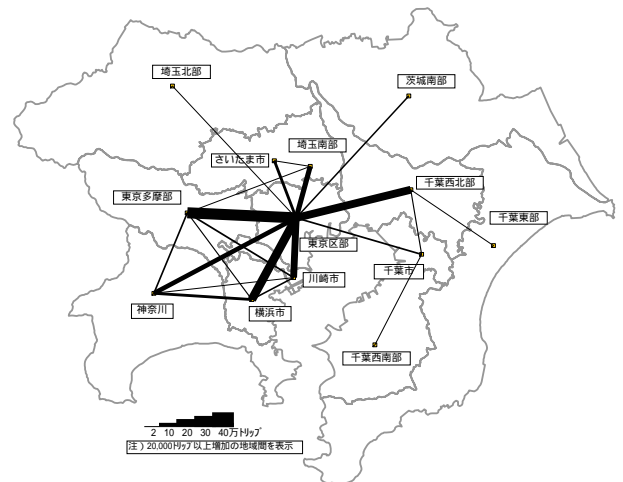 埼玉北部
茨城南部
埼玉南部
さいたま市
千葉西北部
東京多摩部
千葉東部
東京区部
千葉市
川崎市
神奈川
横浜市
千葉西南部
2 10 20 30 40万トリップ
注）20,000トリップ以上増加の地域間を表示